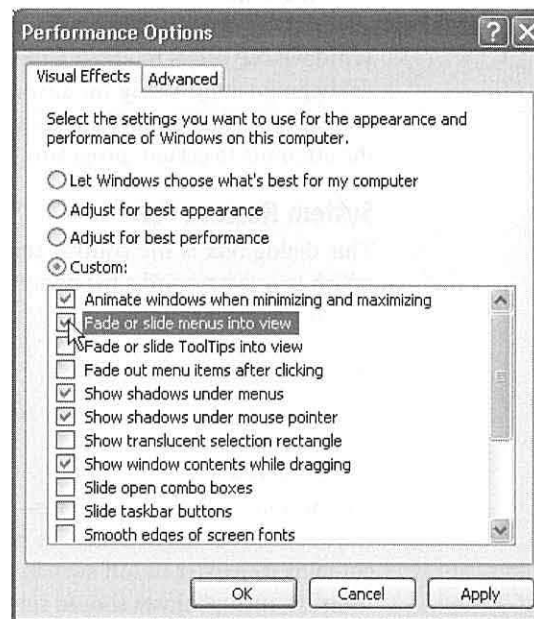 Performance Options
Visual Effects
Advanced
Select the settings you want to use for the appearance and
performance of Windows on this computer.
Let Windows choose what's best for my computer
Adjust for best appearance
Adjust for best performance
Custom:
Animate windows when minimizing and maximizing
Fade or slide menus into view
Fade or slide ToolTips into view
Fade out menu items after clicking
Show shadows under menus
Show shadows under mouse pointer
Show translucent selection rectangle
Show window contents while dragging
Slide open combo boxes
Slide taskbar buttons
Smooth edges of screen fonts
OK
Cancel
Apply